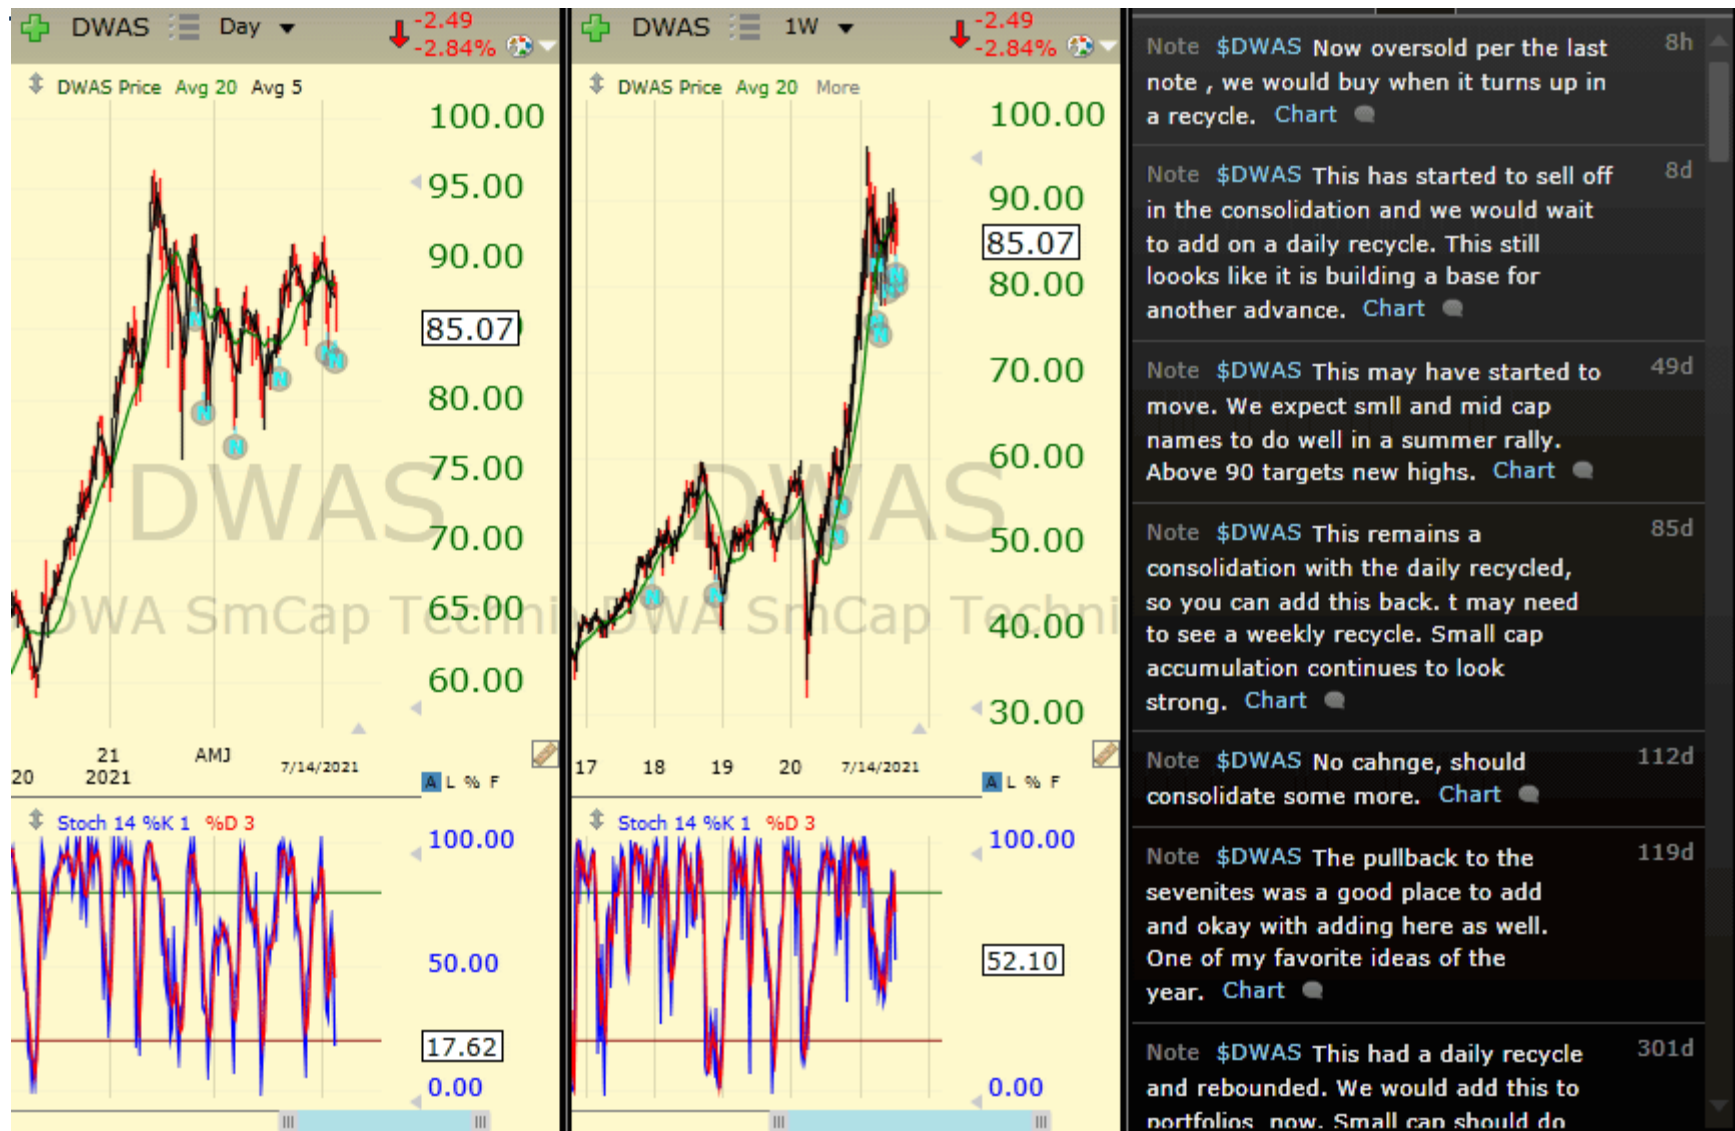 DWAS Day -2.49
-2.84%
DWAS Price Avg 20 Avg 5
100.00
95.00
90.00
85.07
80.00
75.00
70.00
65.00
60.00
DWAS
DWA SmCap Techni
N
N
N
N
N
N
20
21
2021
AMJ
7/14/2021
A L % F
Stoch 14 %K 1 %D 3
100.00
50.00
17.62
0.00
DWAS 1W -2.49
-2.84%
DWAS Price Avg 20 More
100.00
90.00
85.07
80.00
70.00
60.00
50.00
40.00
30.00
DWAS
DWA SmCap Techni
N
N
N
N
N
N
N
N
17 18 19 20 7/14/2021
A L % F
Stoch 14 %K 1 %D 3
100.00
52.10
0.00
Note $DWAS Now oversold per the last 8h
note , we would buy when it turns up in
a recycle. Chart
Note $DWAS This has started to sell off 8d
in the consolidation and we would wait
to add on a daily recycle. This still
loooks like it is building a base for
another advance. Chart
Note $DWAS This may have started to 49d
move. We expect smll and mid cap
names to do well in a summer rally.
Above 90 targets new highs. Chart
Note $DWAS This remains a 85d
consolidation with the daily recycled,
so you can add this back. t may need
to see a weekly recycle. Small cap
accumulation continues to look
strong. Chart
Note $DWAS No cahnge, should 112d
consolidate some more. Chart
Note $DWAS The pullback to the 119d
sevenites was a good place to add
and okay with adding here as well.
One of my favorite ideas of the
year. Chart
Note $DWAS This had a daily recycle 301d
and rebounded. We would add this to
portfolios now. Small cap should do